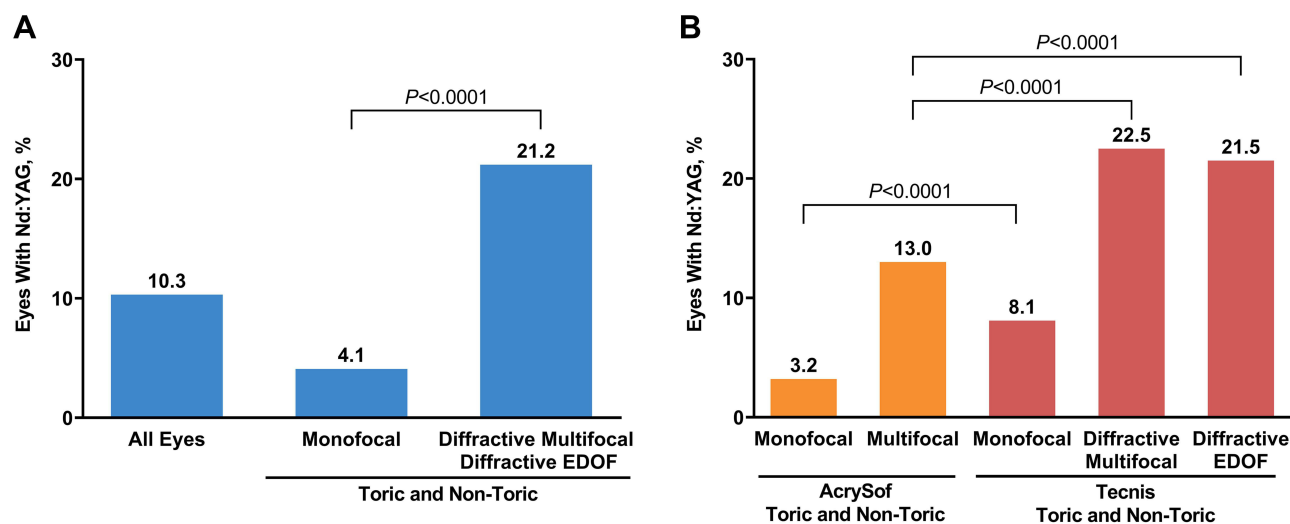 A
Eyes With Nd:YAG, %
30
20
10
0
P<0.0001
10.3
4.1
21.2
All Eyes
Monofocal
Diffractive Multifocal
Diffractive EDOF
Toric and Non-Toric
B
Eyes With Nd:YAG, %
30
20
10
0
P<0.0001
P<0.0001
P<0.0001
3.2
13.0
8.1
22.5
21.5
Monofocal
Multifocal
Monofocal
Diffractive
Multifocal
Diffractive
EDOF
AcrySof
Toric and Non-Toric
Tecnis
Toric and Non-Toric